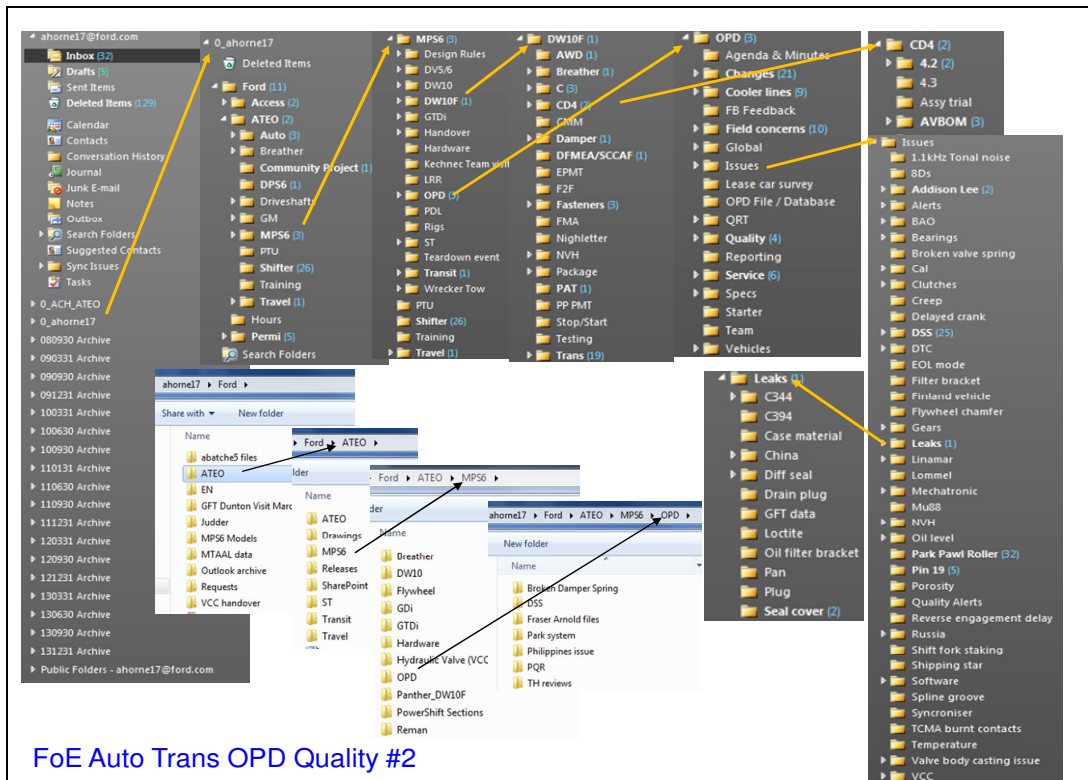 ahorne17@ford.com
Inbox (32)
Drafts [5]
Sent Items
Deleted Items (129)
Calendar
Contacts
Conversation History
Journal
Junk E-mail
Notes
Outbox
Search Folders
Suggested Contacts
Sync Issues
Tasks
0_ACH_ATEO
0_ahorne17
080930 Archive
090331 Archive
090930 Archive
091231 Archive
100331 Archive
100630 Archive
100930 Archive
110131 Archive
110630 Archive
110930 Archive
111231 Archive
120331 Archive
120930 Archive
121231 Archive
130331 Archive
130630 Archive
130930 Archive
131231 Archive
Public Folders - ahorne17@ford.com
0_ahorne17
Deleted Items
Ford (11)
Access (2)
ATEO (2)
Auto (3)
Breather
Community Project (1)
DPS6 (1)
Driveshafts
GM
MPS6 (3)
PTU
Shifter (26)
Training
Travel (1)
Hours
Permi (5)
Search Folders
MPS6 (3)
Design Rules
DV5/6
DW10
DW10F (1)
GTDi
Handover
Hardware
Kechnec Team visit
LRR
OPD (3)
PDL
Rigs
ST
Teardown event
Transit (1)
Wrecker Tow
PTU
Shifter (26)
Training
Travel (1)
DW10F (1)
AWD (1)
Breather (1)
C (3)
CD4 (2)
CMM
Damper (1)
DFMEA/SCCAF (1)
EPMT
F2F
Fasteners (3)
FMA
Nighletter
NVH
Package
PAT (1)
PP PMT
Stop/Start
Testing
Trans (19)
OPD (3)
Agenda & Minutes
Changes (21)
Cooler lines (9)
FB Feedback
Field concerns (10)
Global
Issues
Lease car survey
OPD File / Database
QRT
Quality (4)
Reporting
Service (6)
Specs
Starter
Team
Vehicles
CD4 (2)
4.2 (2)
4.3
Assy trial
AVBOM (3)
Issues
1.1kHz Tonal noise
8Ds
Addison Lee (2)
Alerts
BAO
Bearings
Broken valve spring
Cal
Clutches
Creep
Delayed crank
DSS (25)
DTC
EOL mode
Filter bracket
Finland vehicle
Flywheel chamfer
Gears
Leaks (1)
Linamar
Lommel
Mechatronic
Mu88
NVH
Oil level
Park Pawl Roller (32)
Pin 19 (5)
Porosity
Quality Alerts
Reverse engagement delay
Russia
Shift fork staking
Shipping star
Software
Spline groove
Syncroniser
TCMA burnt contacts
Temperature
Valve body casting issue
VCC
Leaks (1)
C344
C394
Case material
China
Diff seal
Drain plug
GFT data
Loctite
Oil filter bracket
Pan
Plug
Seal cover (2)
ahorne17 Ford
Share with New folder
Name
abatche5 files
ATEO
EN
GFT Dunton Visit Marc
Judder
MPS6 Models
MTAAL data
Outlook archive
Requests
VCC handover
Ford ATEO
lder
Name
ATEO
Drawings
MPS6
Releases
SharePoint
ST
Transit
Travel
Ford ATEO MPS6
der
Name
Breather
DW10
Flywheel
GDi
GTDi
Hardware
Hydraulic Valve (VCC
OPD
Panther_DW10F
PowerShift Sections
Reman
ahorne17 Ford ATEO MPS6 OPD
New folder
Name
Broken Damper Spring
DSS
Fraser Arnold files
Park system
Philippines issue
PQR
TH reviews
FoE Auto Trans OPD Quality #2